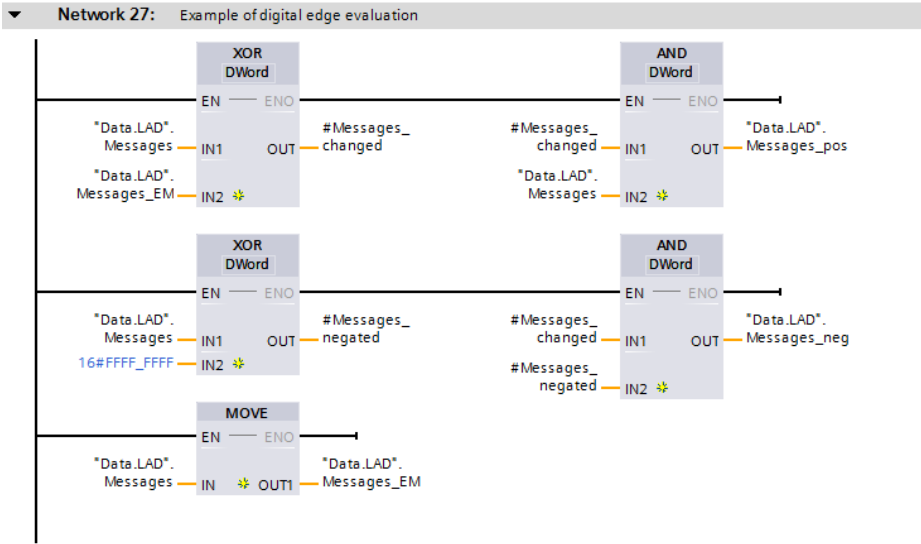 Network 27: Example of digital edge evaluation
XOR
DWord
EN ENO
"Data.LAD".
Messages IN1
"Data.LAD".
Messages_EM IN2
OUT #Messages_
changed
AND
DWord
EN ENO
#Messages_
changed IN1
"Data.LAD".
Messages IN2
OUT "Data.LAD".
Messages_pos
XOR
DWord
EN ENO
"Data.LAD".
Messages IN1
16#FFFF_FFFF IN2
OUT #Messages_
negated
AND
DWord
EN ENO
#Messages_
changed IN1
#Messages_
negated IN2
OUT "Data.LAD".
Messages_neg
MOVE
EN ENO
"Data.LAD".
Messages IN
OUT1 "Data.LAD".
Messages_EM